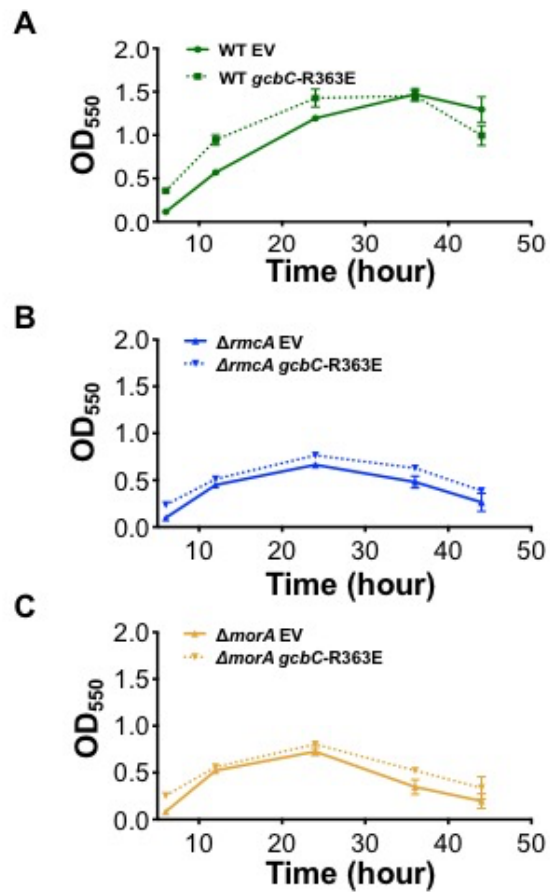 A
2.0
1.5
1.0
0.5
0.0
OD550
WT EV
WT gcbC-R363E
10 20 30 40 50
Time (hour)
B
2.0
1.5
1.0
0.5
0.0
OD550
ΔrmcA EV
ΔrmcA gcbC-R363E
10 20 30 40 50
Time (hour)
C
2.0
1.5
1.0
0.5
0.0
OD550
ΔmorA EV
ΔmorA gcbC-R363E
10 20 30 40 50
Time (hour)